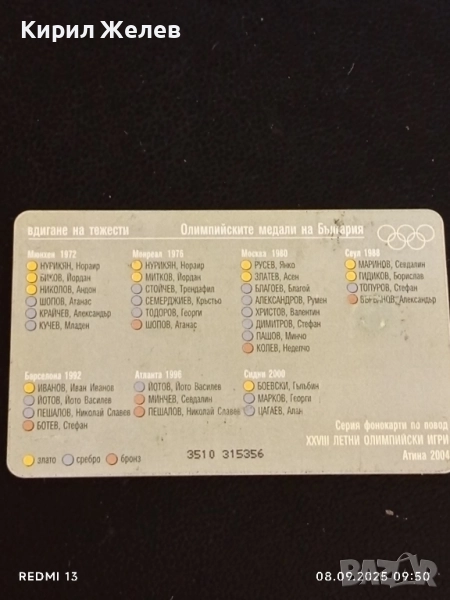 Кирил Желев
вдигане на тежести Олимпийските медали на България
Мюнхен 1972
НУРИКЯН, Норайр
БИКОВ, Йордан
НИКОЛОВ, Андон
ШОПОВ, Атанас
КРАЙЧЕВ, Александър
КУЧЕВ, Младен
Монреал 1976
НУРИКЯН, Норайр
МИТКОВ, Йордан
СТОЙЧЕВ, Трендафил
СЕМЕРДЖИЕВ, Кръстьо
ТОДОРОВ, Георги
ШОПОВ, Атанас
Москва 1980
РУСЕВ, Янко
ЗЛАТЕВ, Асен
БЛАГОЕВ, Благой
АЛЕКСАНДРОВ, Румен
ХРИСТОВ, Валентин
ДИМИТРОВ, Стефан
ПАШОВ, Минчо
КОЛЕВ, Неделчо
Сеул 1988
МАРИНОВ, Севдалин
ГИДИКОВ, Борислав
ТОПУРОВ, Стефан
Александър
Барселона 1992
ИВАНОВ, Иван Иванов
ЙОТОВ, Йото Василев
ПЕШАЛОВ, Николай Славев
БОТЕВ, Стефан
Атланта 1996
ЙОТОВ, Йото Василев
МИНЧЕВ, Севдалин
ПЕШАЛОВ, Николай Славев
Сидни 2000
БОЕВСКИ, Гълъбин
МАРКОВ, Георги
ЦАГАЕВ, Алан
Серия фонокарти по повод
XXVIII ЛЕТНИ ОЛИМПИЙСКИ ИГРИ
Атина 2004
злато сребро бронз
3510 315356
REDMI 13 08.09.2025 09:50
BAZAR